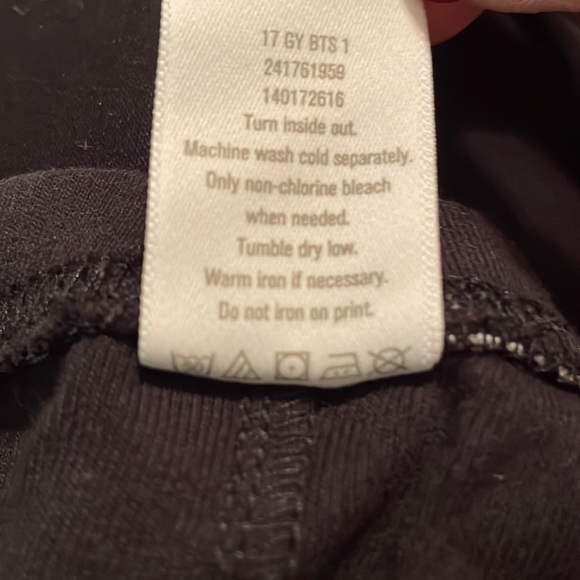 17 GY BTS 1
241761959
140172616
Turn inside out.
Machine wash cold separately.
Only non-chlorine bleach
when needed.
Tumble dry low.
Warm iron if necessary.
Do not iron on print.